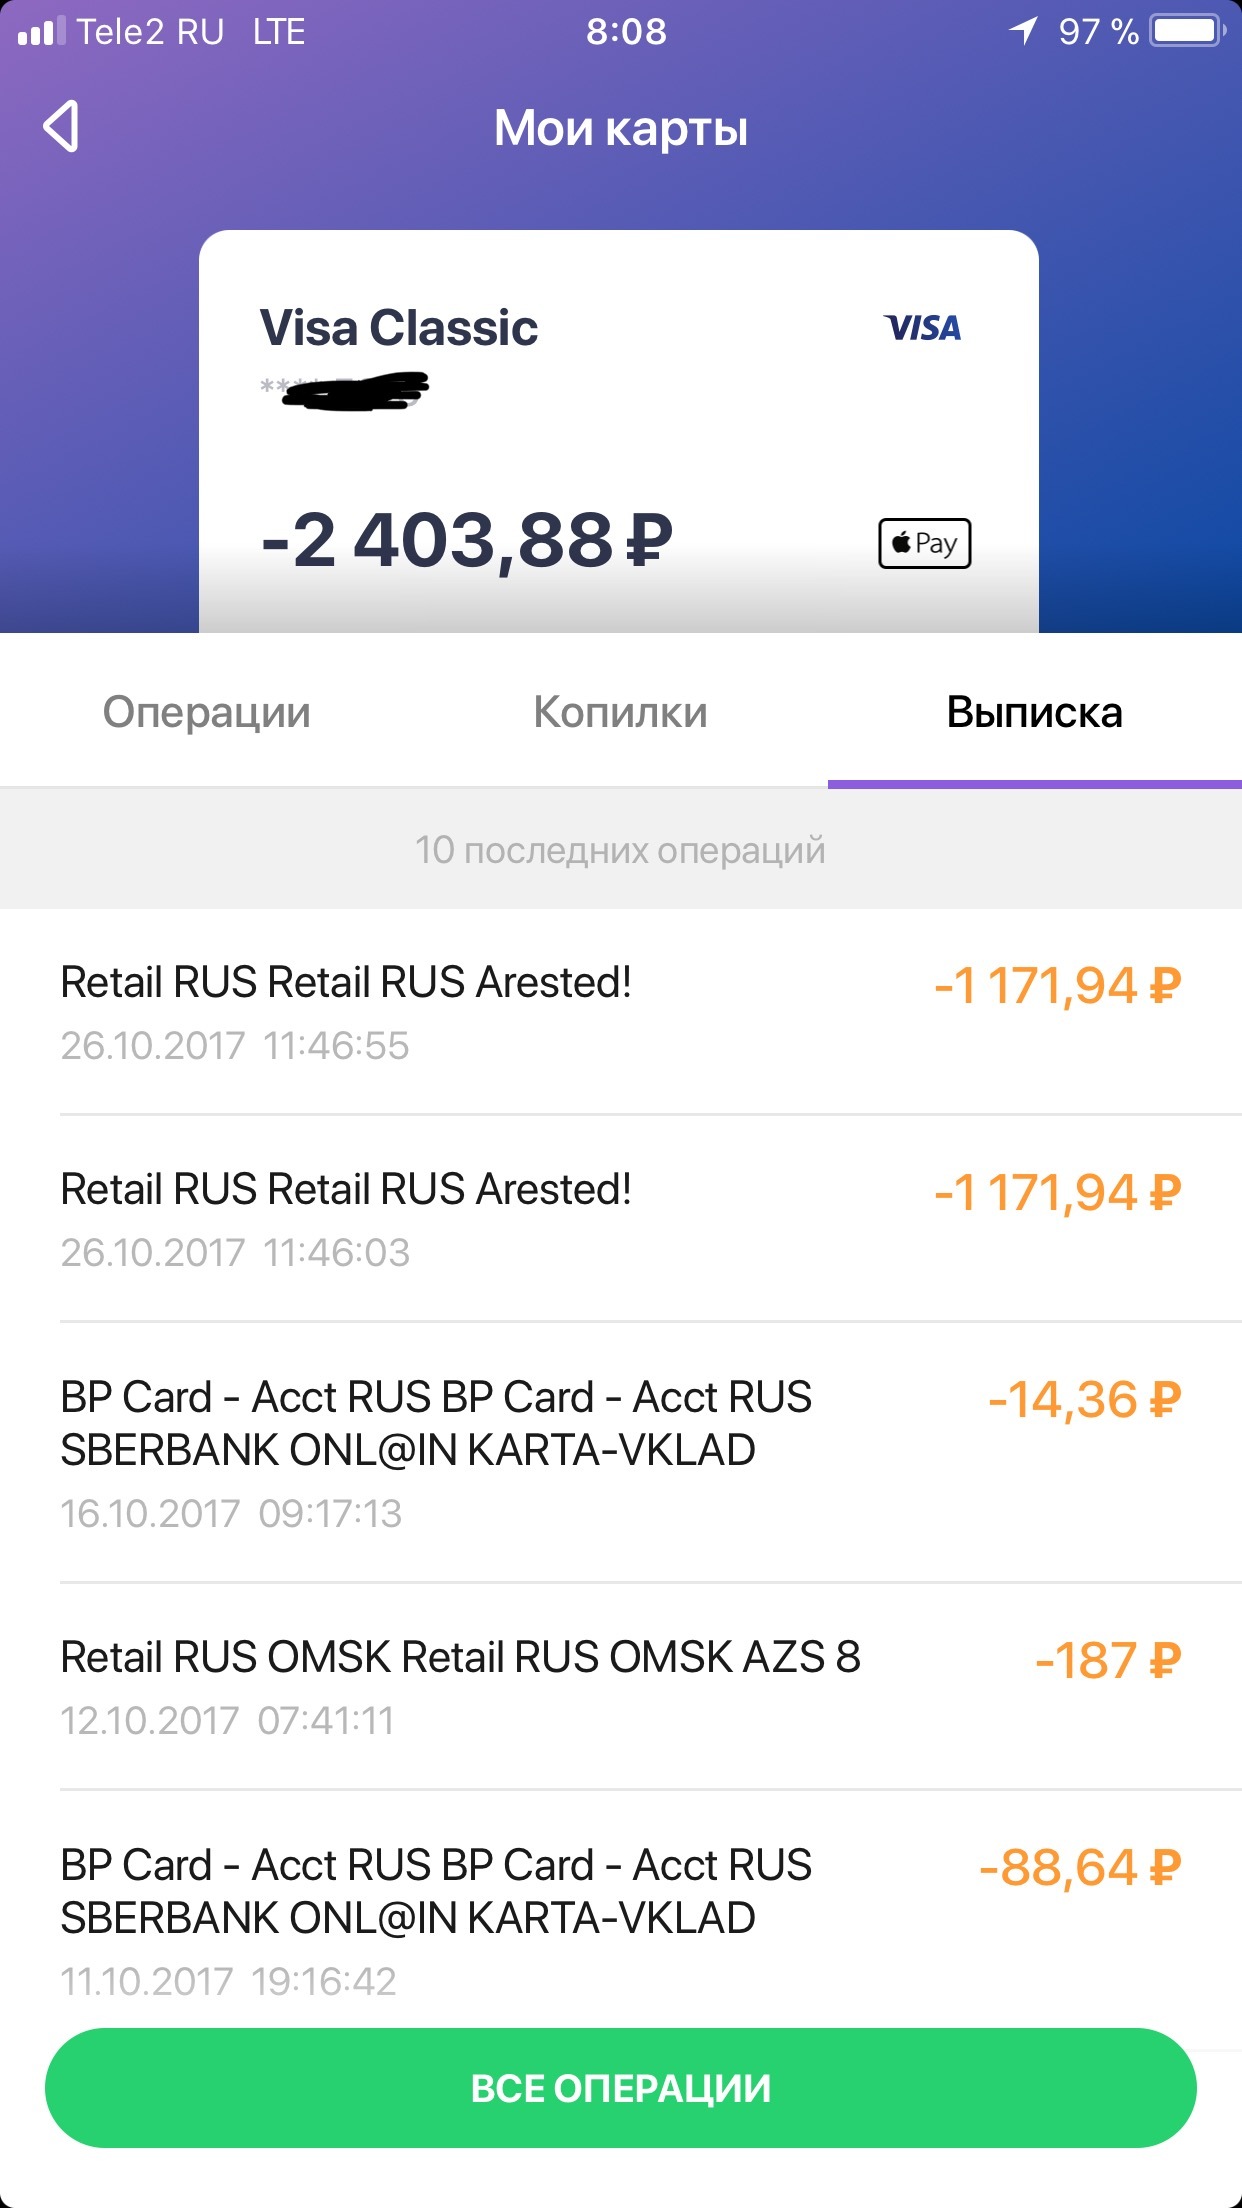 Tele2 RU LTE 8:08 97 %
Мои карты
Visa Classic VISA
**
-2 403,88 ₽ Pay
Операции Копилки Выписка
10 последних операций
Retail RUS Retail RUS Arested! -1 171,94 ₽
26.10.2017 11:46:55
Retail RUS Retail RUS Arested! -1 171,94 ₽
26.10.2017 11:46:03
BP Card - Acct RUS BP Card - Acct RUS -14,36 ₽
SBERBANK ONL@IN KARTA-VKLAD
16.10.2017 09:17:13
Retail RUS OMSK Retail RUS OMSK AZS 8 -187 ₽
12.10.2017 07:41:11
BP Card - Acct RUS BP Card - Acct RUS -88,64 ₽
SBERBANK ONL@IN KARTA-VKLAD
11.10.2017 19:16:42
ВСЕ ОПЕРАЦИИ